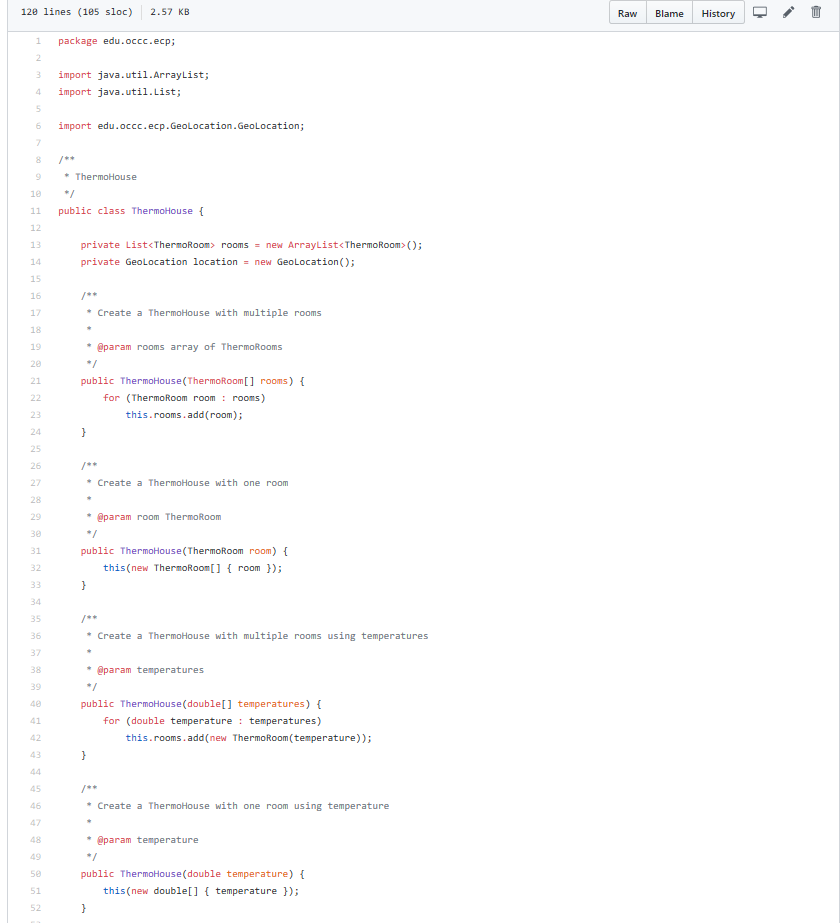 120 lines (105 sloc) 2.57 KB Raw Blame History
1 package edu.occc.ecp;
2
3 import java.util.ArrayList;
4 import java.util.List;
5
6 import edu.occc.ecp.GeoLocation.GeoLocation;
7
8 /**
9 * ThermoHouse
10 */
11 public class ThermoHouse {
12
13 private List<ThermoRoom> rooms = new ArrayList<ThermoRoom>();
14 private GeoLocation location = new GeoLocation();
15
16 /**
17 * Create a ThermoHouse with multiple rooms
18 *
19 * @param rooms array of ThermoRooms
20 */
21 public ThermoHouse(ThermoRoom[] rooms) {
22 for (ThermoRoom room : rooms)
23 this.rooms.add(room);
24 }
25
26 /**
27 * Create a ThermoHouse with one room
28 *
29 * @param room ThermoRoom
30 */
31 public ThermoHouse(ThermoRoom room) {
32 this(new ThermoRoom[] { room });
33 }
34
35 /**
36 * Create a ThermoHouse with multiple rooms using temperatures
37 *
38 * @param temperatures
39 */
40 public ThermoHouse(double[] temperatures) {
41 for (double temperature : temperatures)
42 this.rooms.add(new ThermoRoom(temperature));
43 }
44
45 /**
46 * Create a ThermoHouse with one room using temperature
47 *
48 * @param temperature
49 */
50 public ThermoHouse(double temperature) {
51 this(new double[] { temperature });
52 }